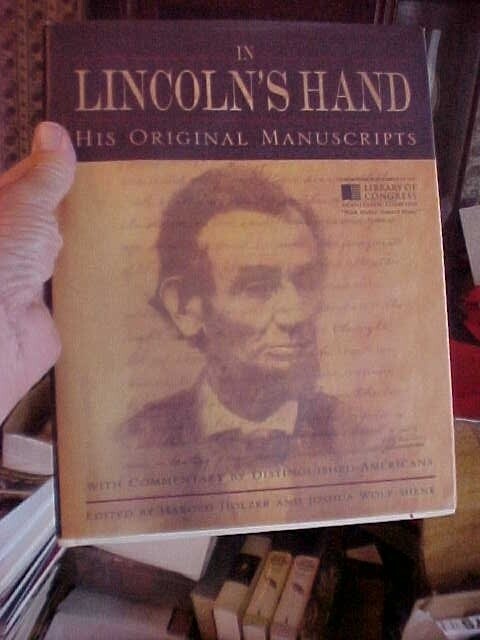 IN
LINCOLN'S HAND
HIS ORIGINAL MANUSCRIPTS
LIBRARY OF
CONGRESS
WITH COMMENTARY BY DISTINGUISHED AMERICANS
EDITED BY HAROLD HOLZER AND JOSHUA WOLF SHENK